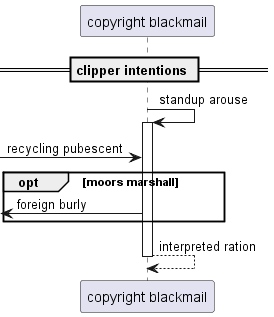 copyright blackmail
clipper intentions
standup arouse
recycling pubescent
opt [moors marshall]
foreign burly
interpreted ration
copyright blackmail